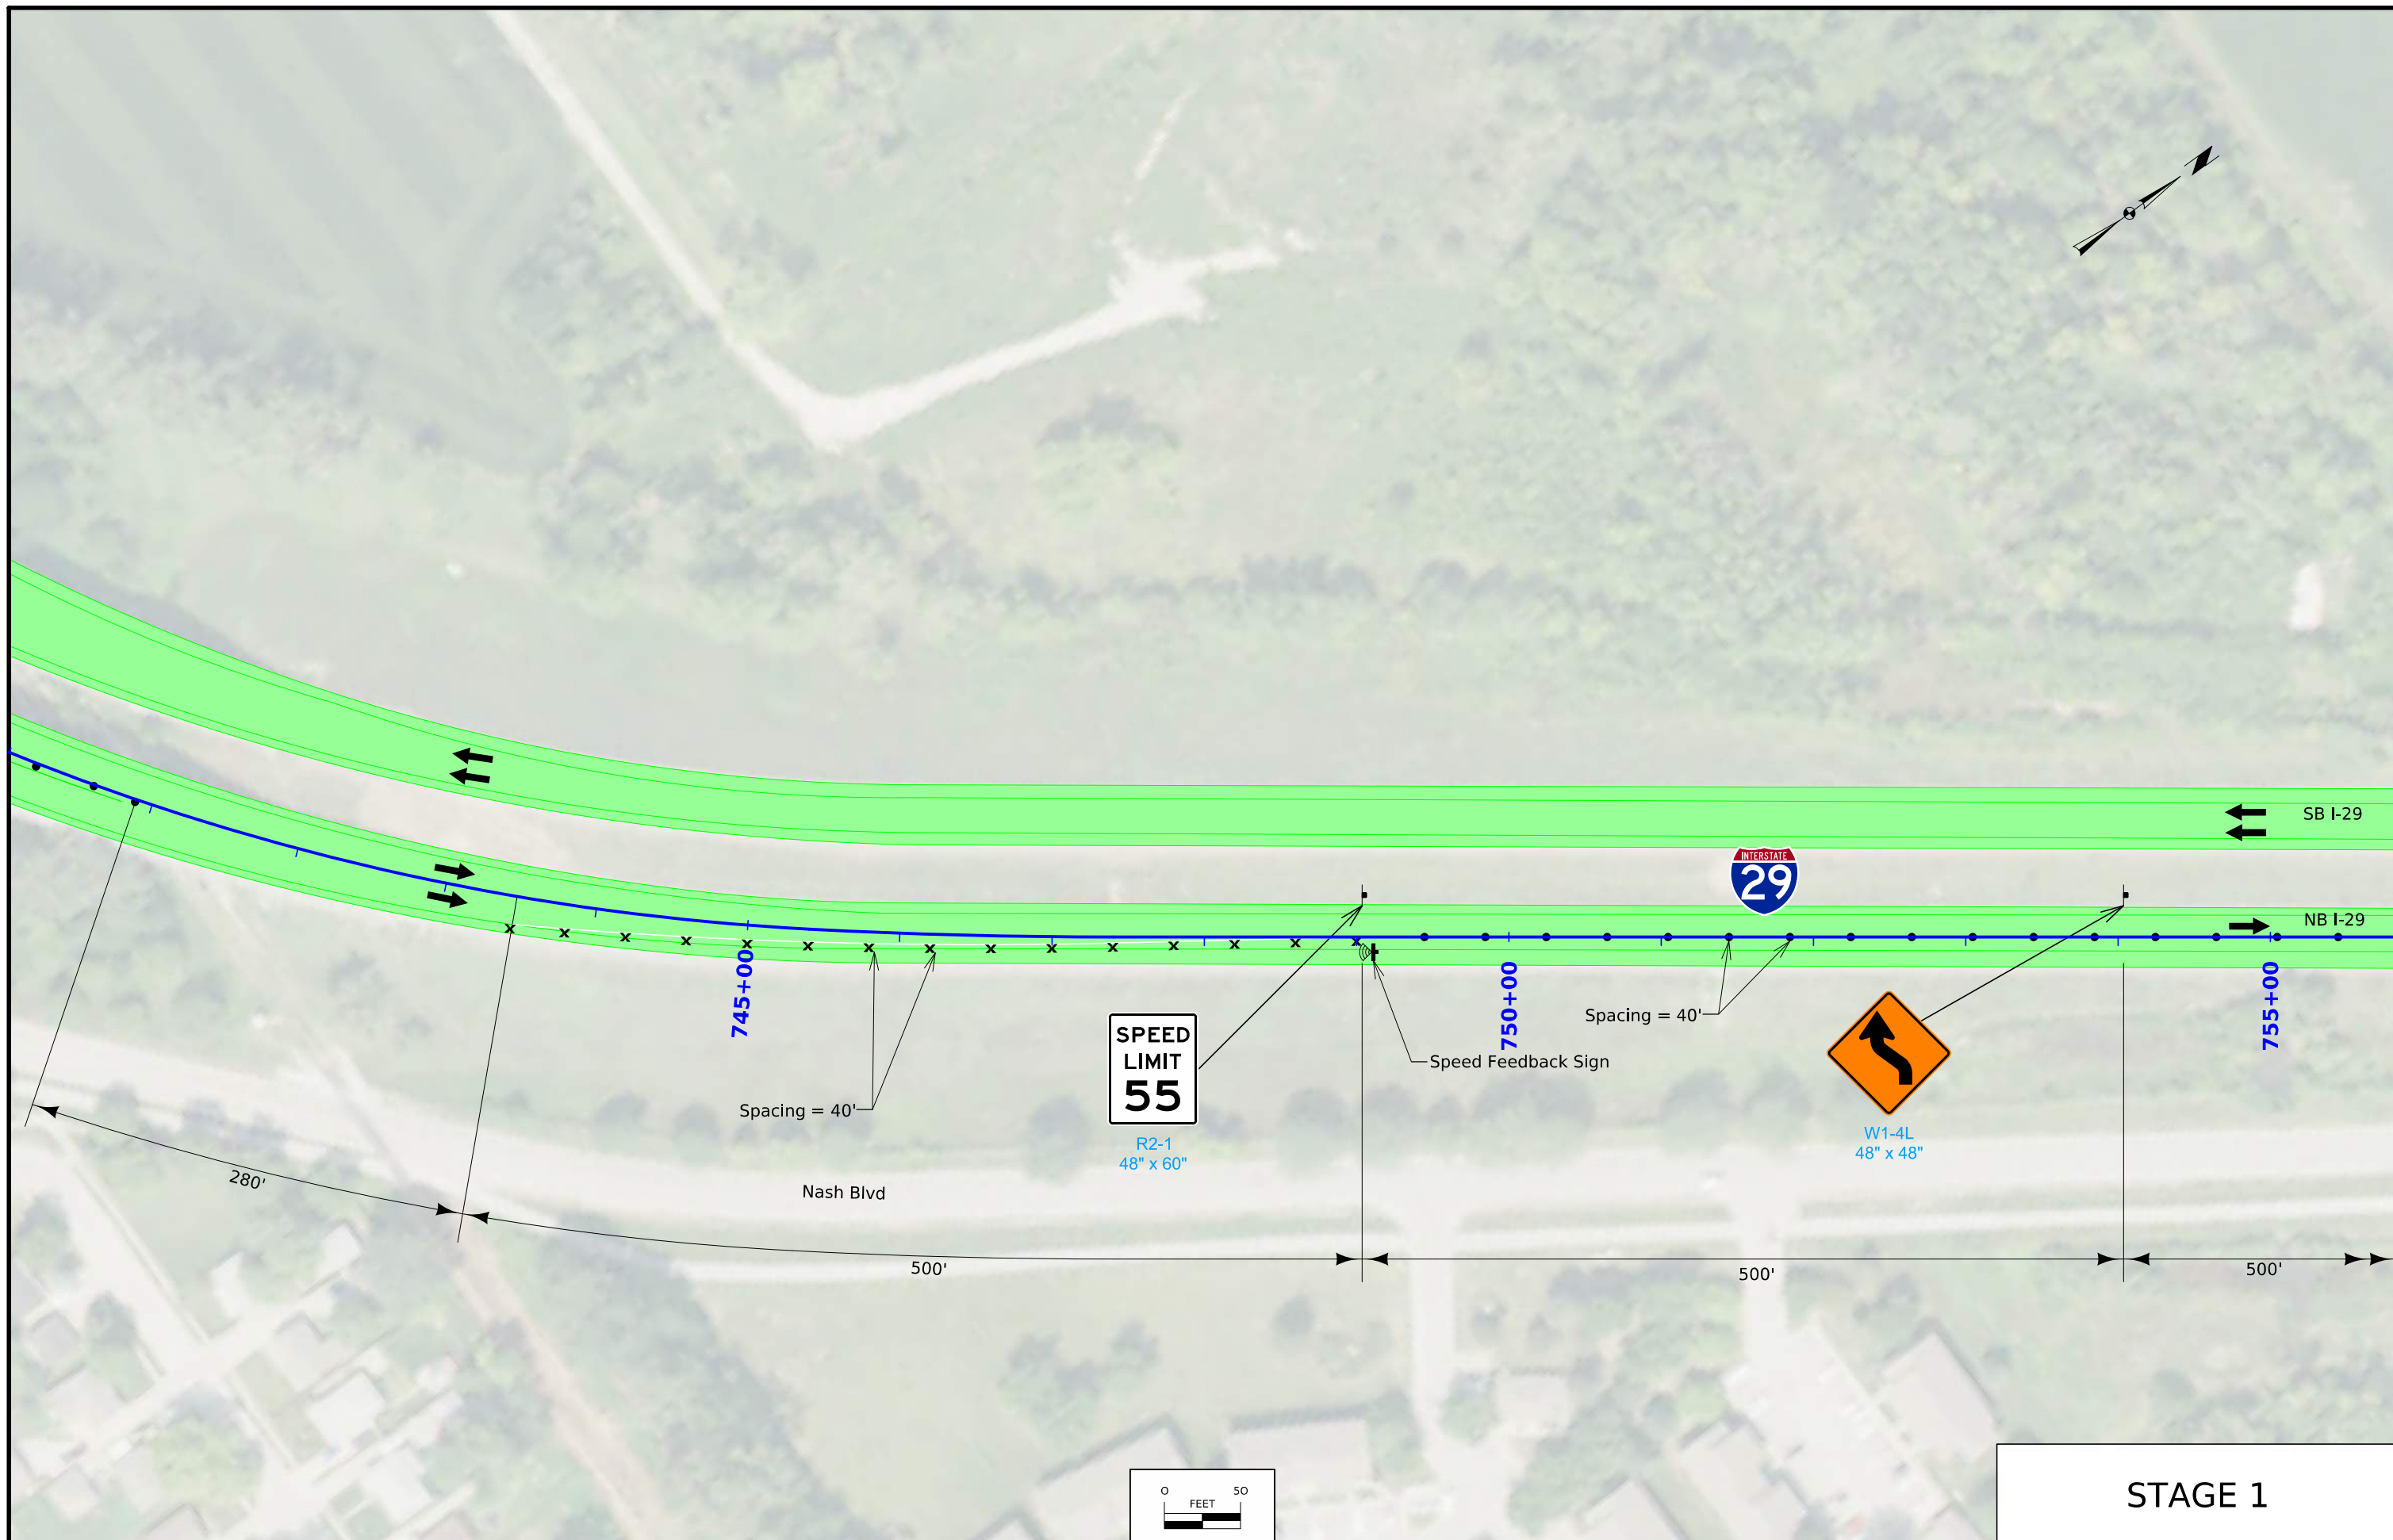 SB I-29
INTERSTATE
29
NB I-29
745+00
750+00
755+00
SPEED
LIMIT
55
R2-1
48" x 60"
Spacing = 40'
Spacing = 40'
Speed Feedback Sign
W1-4L
48" x 48"
280'
Nash Blvd
500'
500'
500'
0 50
FEET
STAGE 1